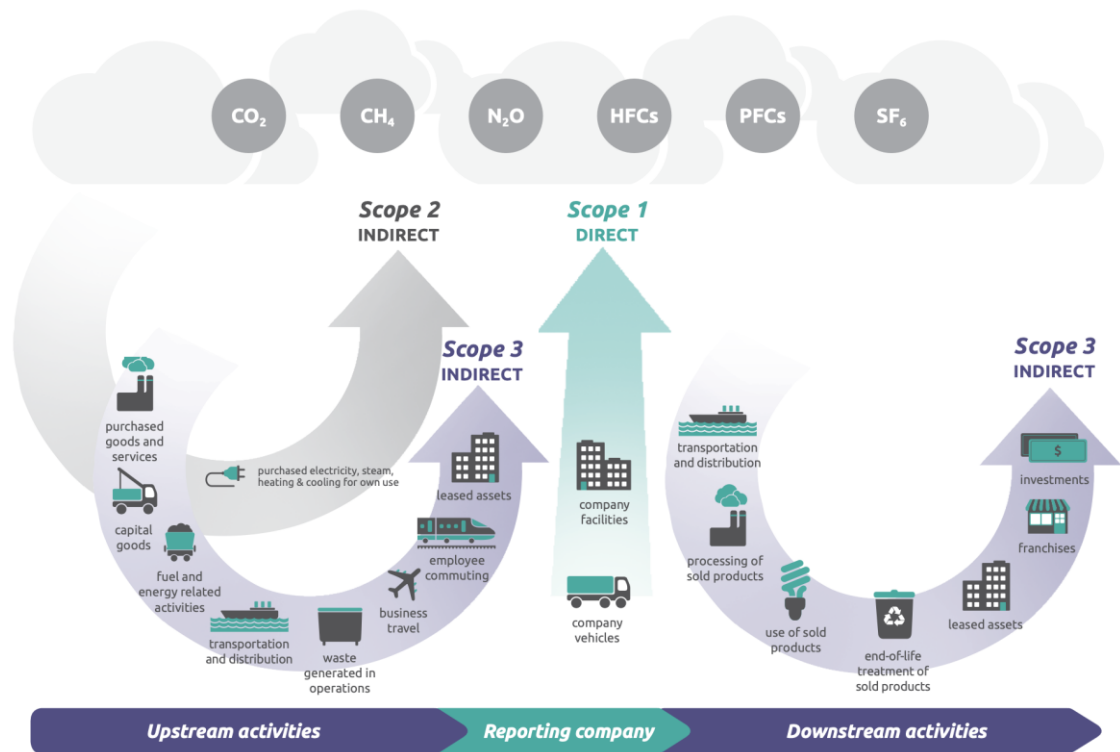 CO₂
CH₄
N₂O
HFCs
PFCs
SF₆
Scope 2
INDIRECT
Scope 1
DIRECT
Scope 3
INDIRECT
Scope 3
INDIRECT
purchased
goods and
services
capital
goods
fuel and
energy related
activities
transportation
and distribution
waste
generated in
operations
business
travel
employee
commuting
leased assets
purchased electricity, steam,
heating & cooling for own use
company
facilities
company
vehicles
transportation
and distribution
processing of
sold products
use of sold
products
end-of-life
treatment of
sold products
leased assets
franchises
$
investments
Upstream activities
Reporting company
Downstream activities